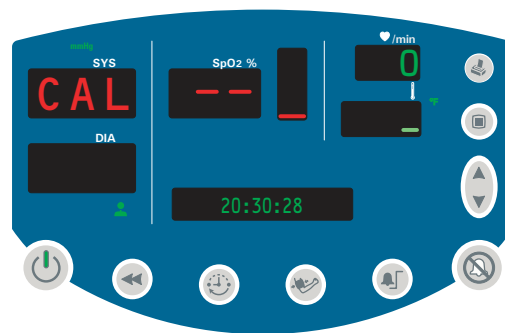 mmHg
SYS
CAL
DIA
SpO2 %
--
/min
0
°F
-
20:30:28